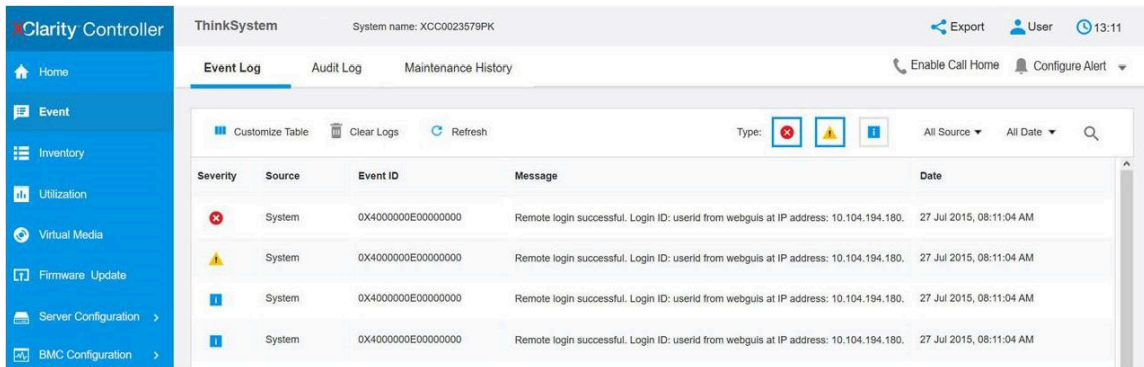 XClarity Controller
ThinkSystem System name: XCC0023579PK Export User 13:11
Home
Event Log Audit Log Maintenance History Enable Call Home Configure Alert
Event
Customize Table Clear Logs Refresh Type: All Source All Date
Inventory
Severity Source Event ID Message Date
Utilization
System 0X4000000E00000000 Remote login successful. Login ID: userid from webguis at IP address: 10.104.194.180. 27 Jul 2015, 08:11:04 AM
Virtual Media
System 0X4000000E00000000 Remote login successful. Login ID: userid from webguis at IP address: 10.104.194.180. 27 Jul 2015, 08:11:04 AM
Firmware Update
System 0X4000000E00000000 Remote login successful. Login ID: userid from webguis at IP address: 10.104.194.180. 27 Jul 2015, 08:11:04 AM
Server Configuration
System 0X4000000E00000000 Remote login successful. Login ID: userid from webguis at IP address: 10.104.194.180. 27 Jul 2015, 08:11:04 AM
BMC Configuration